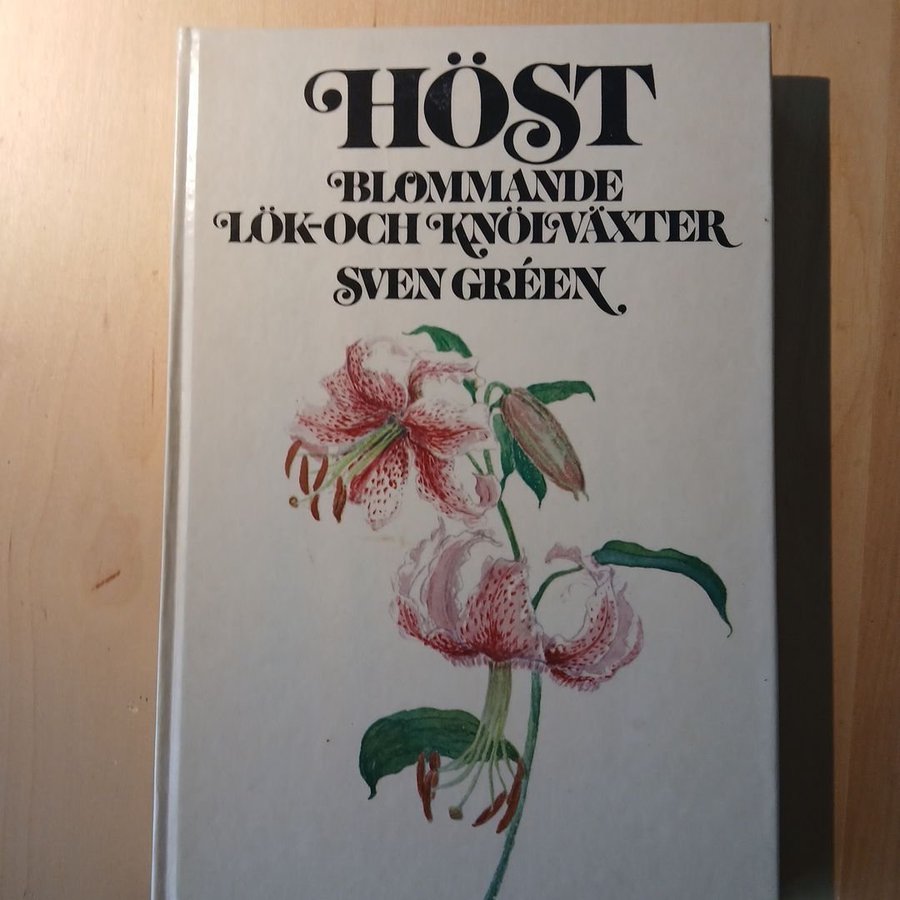 HÖST
BLOMMANDE
LÖK-OCH KNÖLVÄXTER
SVEN GRÉEN